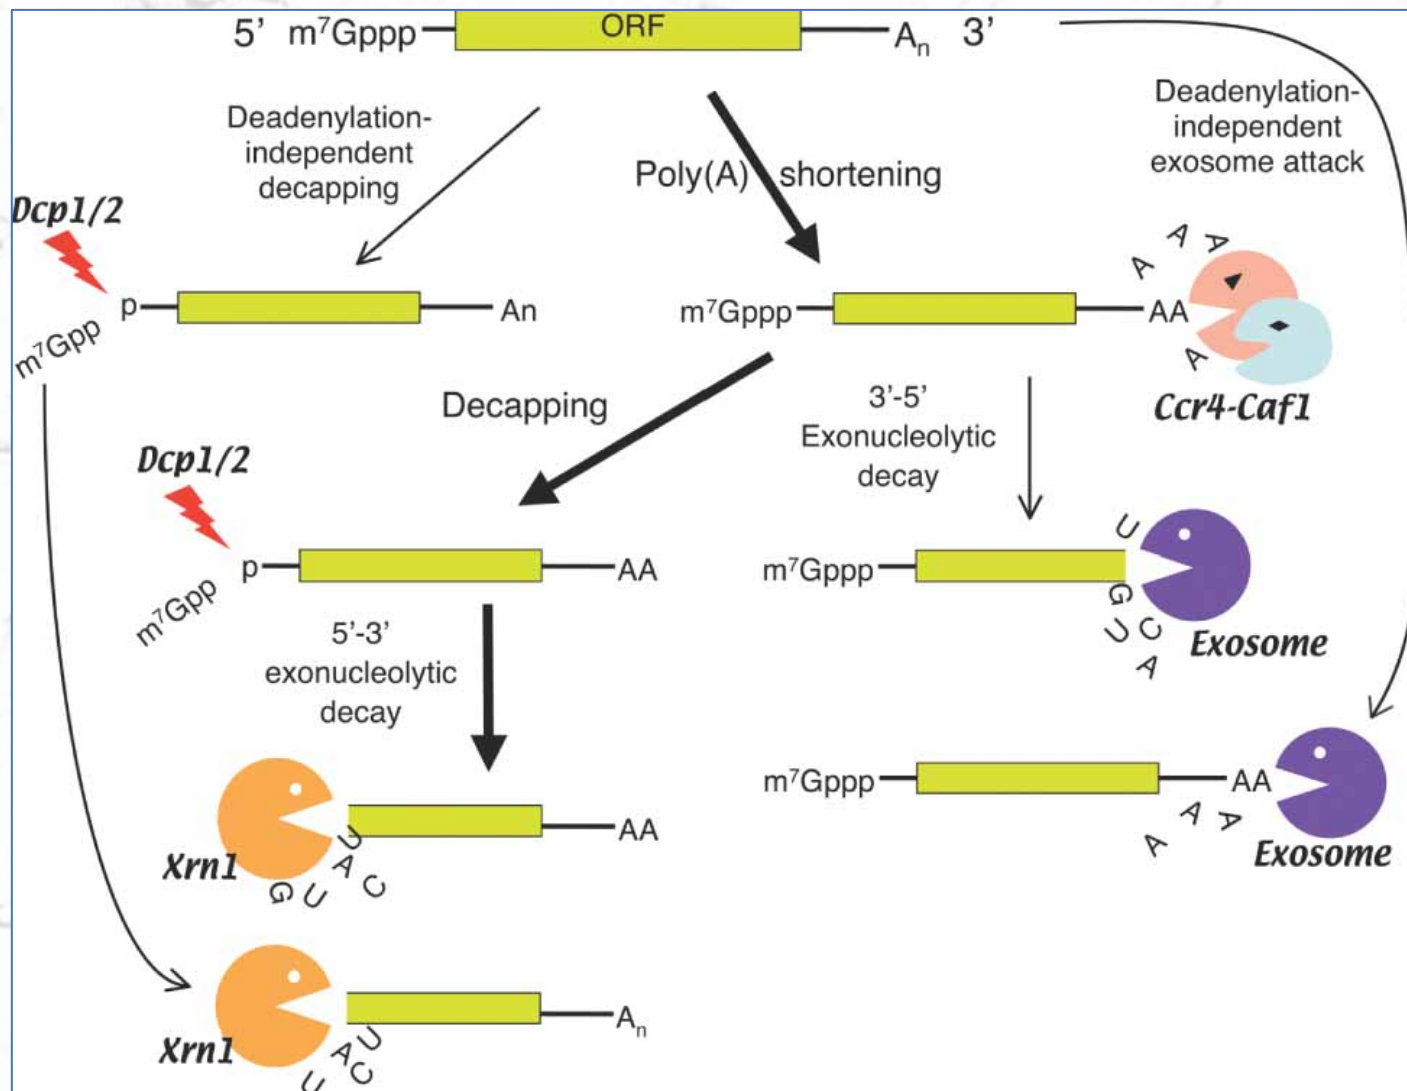 5’ m⁷Gppp ORF Aₙ 3’
Deadenylation-
independent
decapping
Poly(A) shortening
Deadenylation-
independent
exosome attack
Dcp1/2
p An
m⁷Gpp
m⁷Gppp AA
A A A
A
Ccr4-Caf1
Decapping
3’-5’
Exonucleolytic
decay
Dcp1/2
p AA
m⁷Gpp
m⁷Gppp
U
G
U C
A
Exosome
5’-3’
exonucleolytic
decay
m⁷Gppp AA
A A A
Exosome
AA
U
A
G U C
Xrn1
Aₙ
U
A C
U
Xrn1